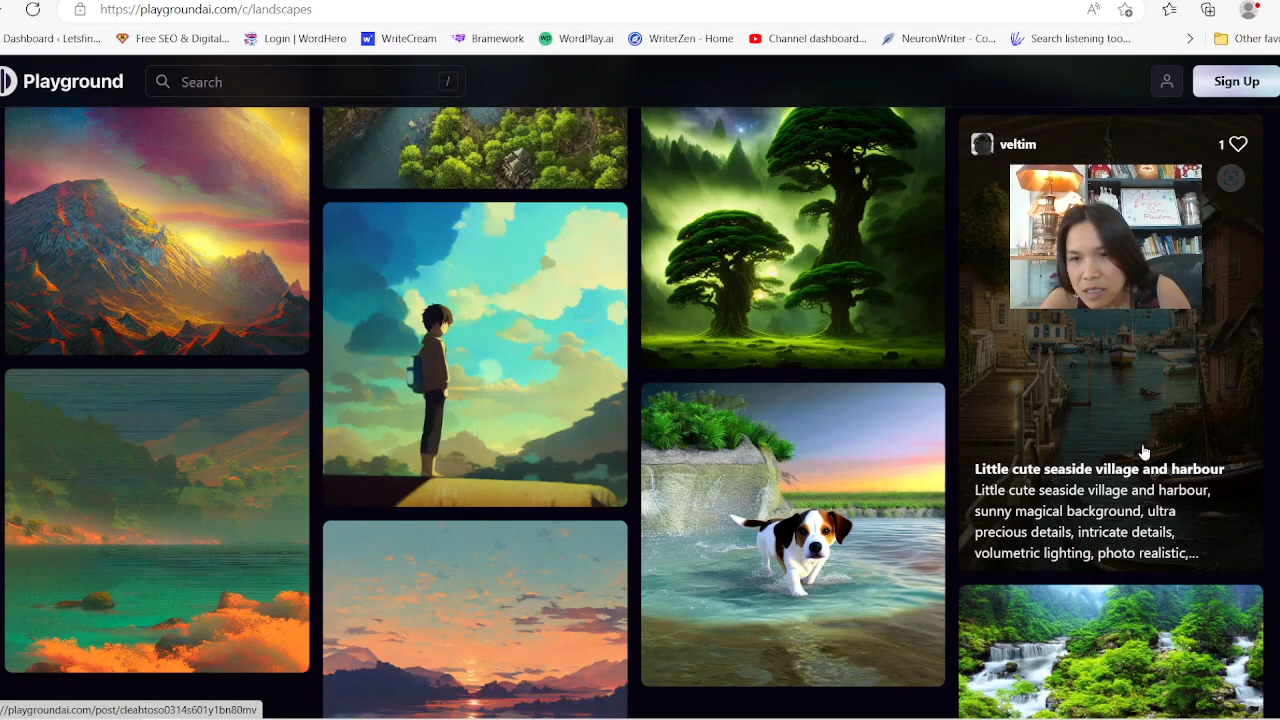 https://playgroundai.com/c/landscapes
Dashboard ‹ Letsfin...
Free SEO & Digital...
Login | WordHero
WriteCream
Bramework
WordPlay.ai
WriterZen - Home
Channel dashboard...
NeuronWriter - Co...
Search listening too...
Other fav
Playground
Search
/
Sign Up
veltim
1
Little cute seaside village and harbour
Little cute seaside village and harbour,
sunny magical background, ultra
precious details, intricate details,
volumetric lighting, photo realistic,...
//playgroundai.com/post/cleahtoso0314s601y1bn80mv